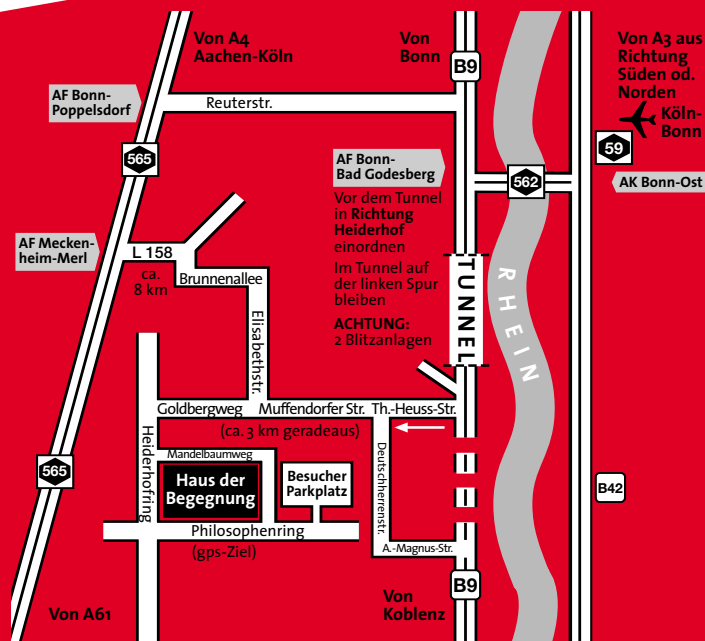 Von A4
Aachen-Köln
Von
Bonn
B9
Von A3 aus
Richtung
Süden od.
Norden
Köln-
Bonn
59
AK Bonn-Ost
AF Bonn-
Poppelsdorf
Reuterstr.
565
AF Bonn-
Bad Godesberg
562
Vor dem Tunnel
in Richtung
Heiderhof
einordnen
Im Tunnel auf
der linken Spur
bleiben
ACHTUNG:
2 Blitzanlagen
TUNNEL
RHEIN
AF Mecken-
heim-Merl
L 158
ca.
8 km
Brunnenallee
Elisabethstr.
Goldbergweg
Muffendorfer Str.
Th.-Heuss-Str.
(ca. 3 km geradeaus)
Heiderhofring
Mandelbaumweg
Haus der
Begegnung
Besucher
Parkplatz
Deutschherrenstr.
565
B42
Philosophenring
(gps-Ziel)
A.-Magnus-Str.
B9
Von A61
Von
Koblenz